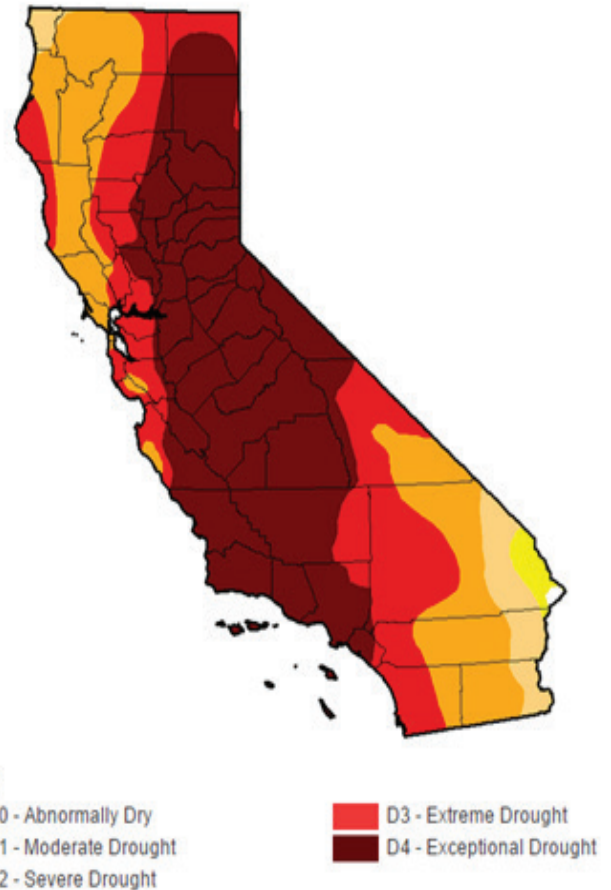 0 - Abnormally Dry
1 - Moderate Drought
2 - Severe Drought
D3 - Extreme Drought
D4 - Exceptional Drought